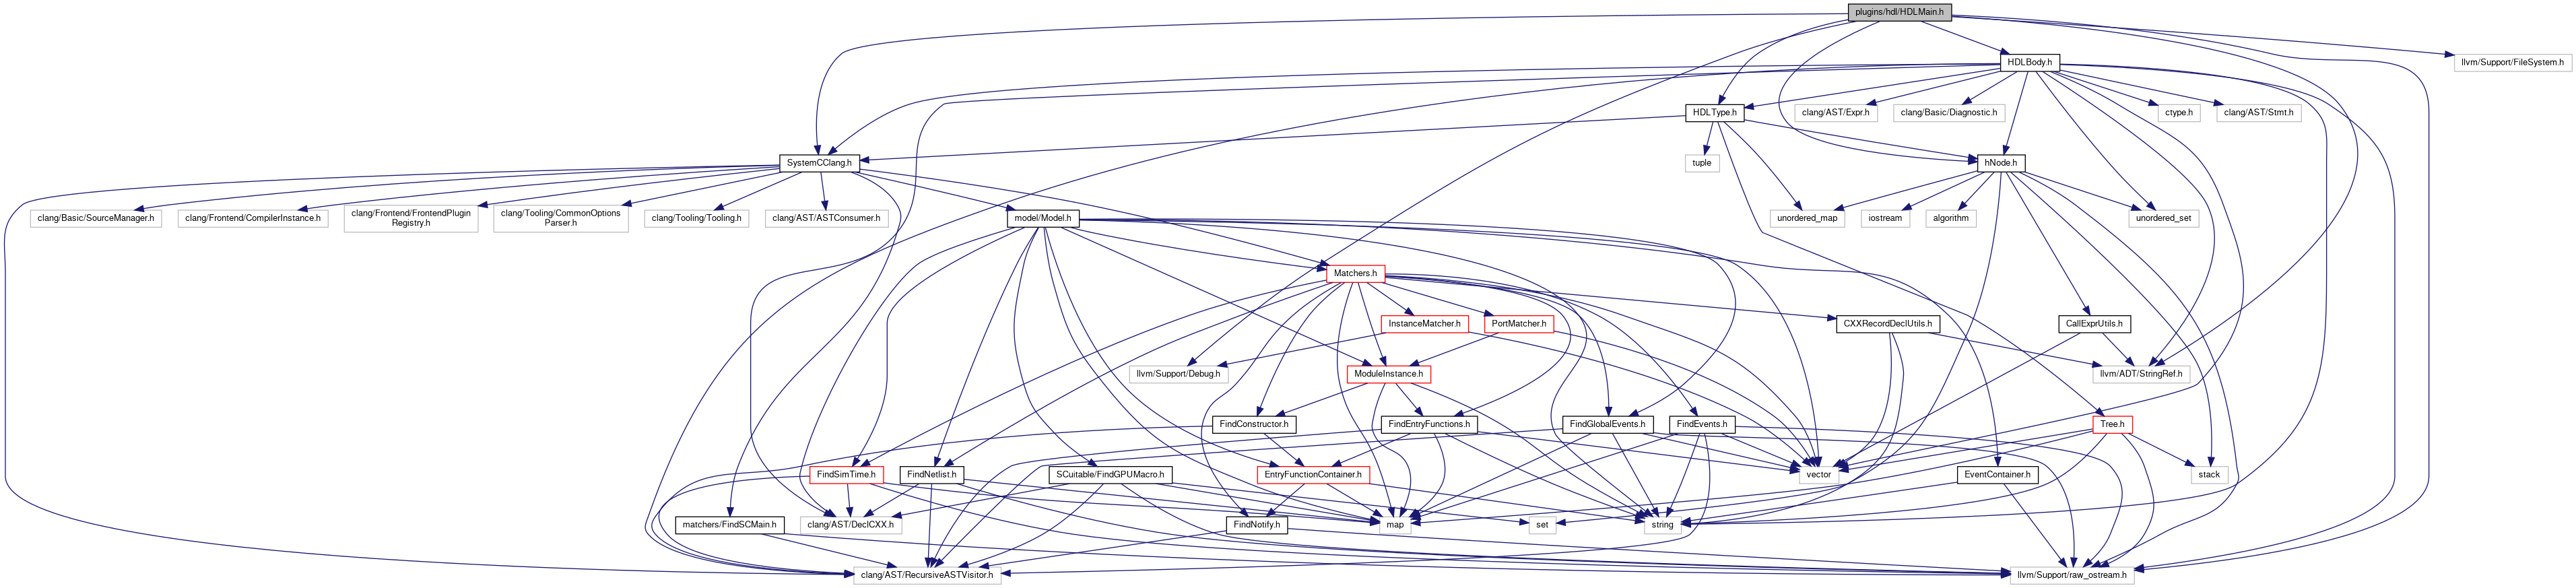 plugins/hdl/HDLMain.h
HDLBody.h
llvm/Support/FileSystem.h
HDLType.h
clang/AST/Expr.h
clang/Basic/Diagnostic.h
ctype.h
clang/AST/Stmt.h
SystemCClang.h
tuple
hNode.h
clang/Basic/SourceManager.h
clang/Frontend/CompilerInstance.h
clang/Frontend/FrontendPlugin
Registry.h
clang/Tooling/CommonOptions
Parser.h
clang/Tooling/Tooling.h
clang/AST/ASTConsumer.h
model/Model.h
unordered_map
iostream
algorithm
unordered_set
Matchers.h
InstanceMatcher.h
PortMatcher.h
CXXRecordDeclUtils.h
CallExprUtils.h
llvm/Support/Debug.h
ModuleInstance.h
llvm/ADT/StringRef.h
FindConstructor.h
FindEntryFunctions.h
FindGlobalEvents.h
FindEvents.h
Tree.h
FindSimTime.h
FindNetlist.h
SCuitable/FindGPUMacro.h
EntryFunctionContainer.h
vector
EventContainer.h
stack
matchers/FindSCMain.h
clang/AST/DeclCXX.h
FindNotify.h
map
set
string
clang/AST/RecursiveASTVisitor.h
llvm/Support/raw_ostream.h